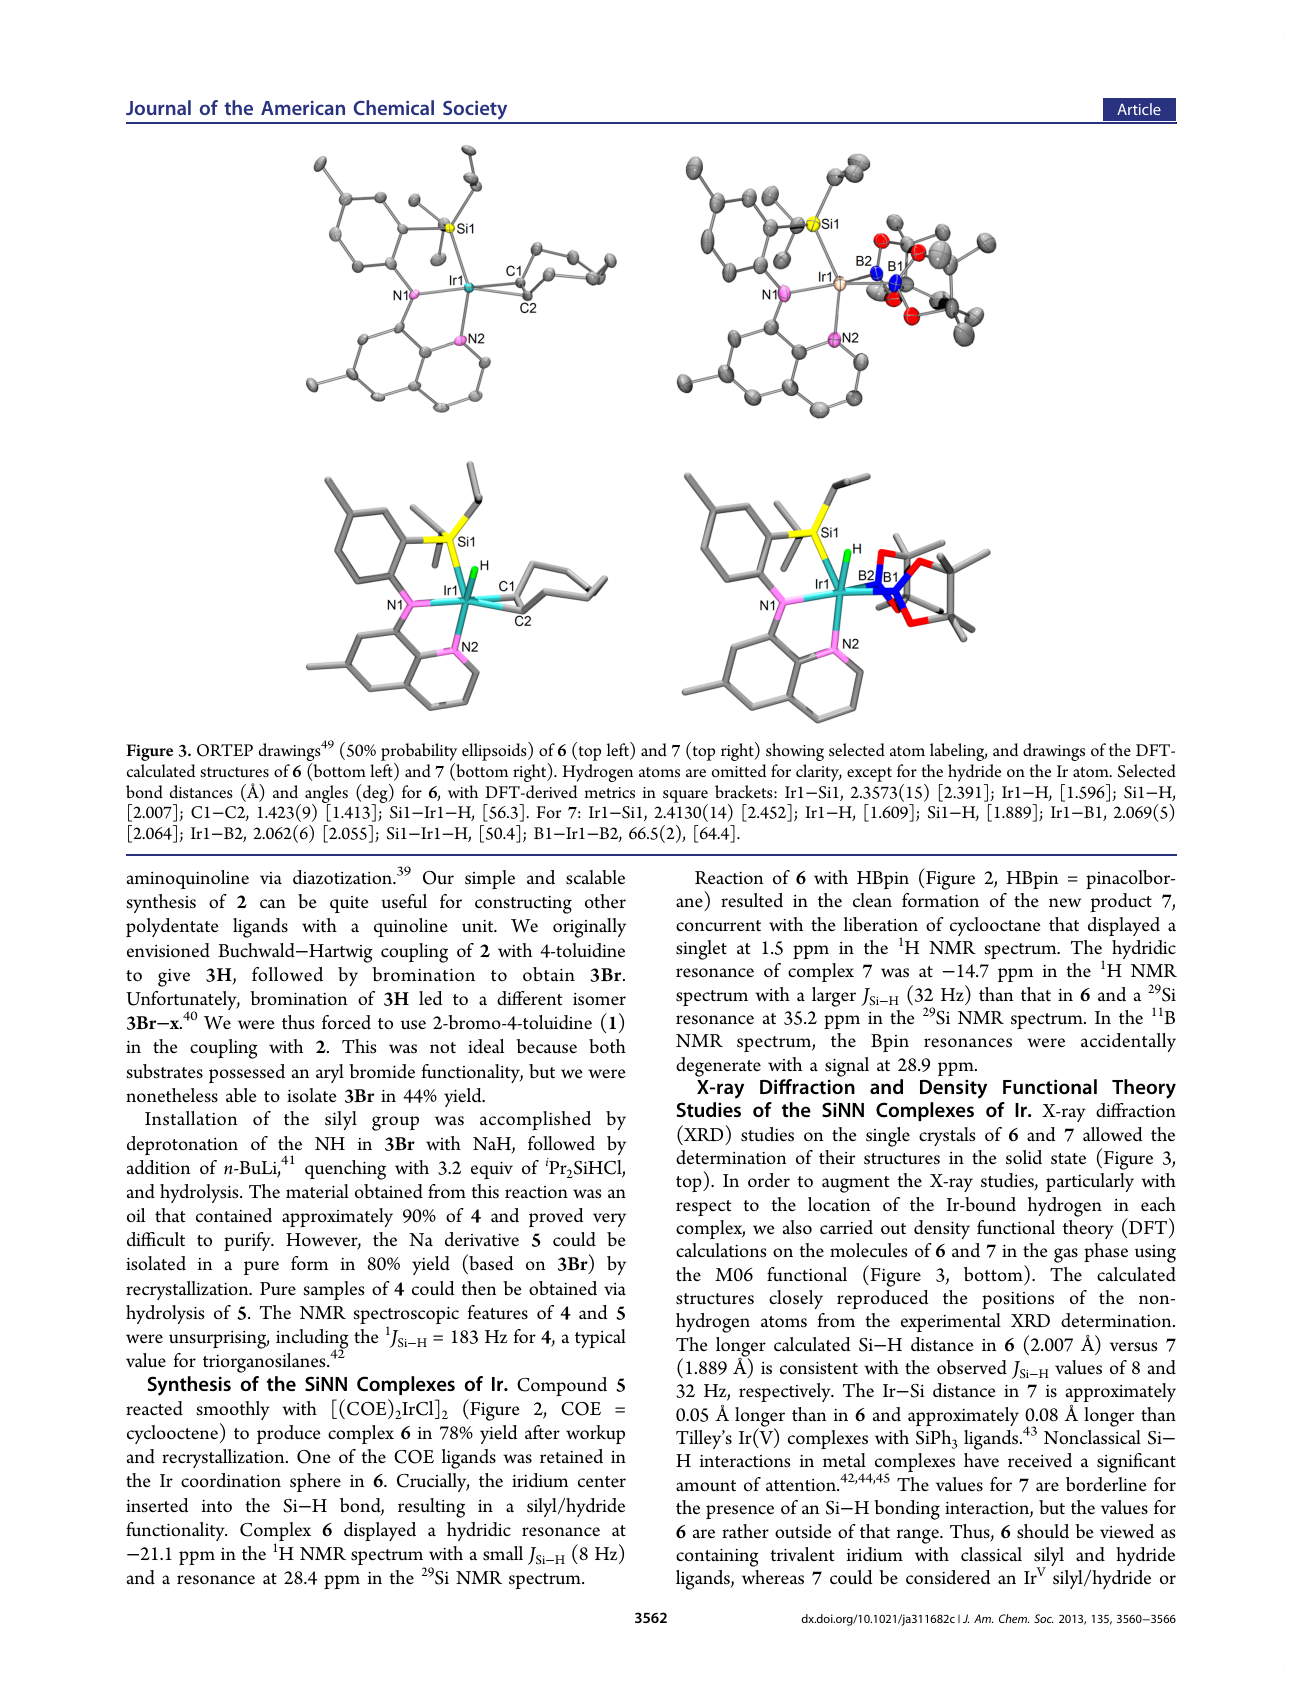 Journal of the American Chemical Society
Article
Si1
Ir1
C1
C2
N1
N2
Si1
Ir1
B2
B1
N1
N2
Si1
H
Ir1
C1
C2
N1
N2
Si1
H
Ir1
B2
B1
N1
N2
Figure 3. ORTEP drawings⁴⁹ (50% probability ellipsoids) of 6 (top left) and 7 (top right) showing selected atom labeling, and drawings of the DFT-
calculated structures of 6 (bottom left) and 7 (bottom right). Hydrogen atoms are omitted for clarity, except for the hydride on the Ir atom. Selected
bond distances (Å) and angles (deg) for 6, with DFT-derived metrics in square brackets: Ir1−Si1, 2.3573(15) [2.391]; Ir1−H, [1.596]; Si1−H,
[2.007]; C1−C2, 1.423(9) [1.413]; Si1−Ir1−H, [56.3]. For 7: Ir1−Si1, 2.4130(14) [2.452]; Ir1−H, [1.609]; Si1−H, [1.889]; Ir1−B1, 2.069(5)
[2.064]; Ir1−B2, 2.062(6) [2.055]; Si1−Ir1−H, [50.4]; B1−Ir1−B2, 66.5(2), [64.4].
aminoquinoline via diazotization.³⁹ Our simple and scalable
synthesis of 2 can be quite useful for constructing other
polydentate ligands with a quinoline unit. We originally
envisioned Buchwald−Hartwig coupling of 2 with 4-toluidine
to give 3H, followed by bromination to obtain 3Br.
Unfortunately, bromination of 3H led to a different isomer
3Br−x.⁴⁰ We were thus forced to use 2-bromo-4-toluidine (1)
in the coupling with 2. This was not ideal because both
substrates possessed an aryl bromide functionality, but we were
nonetheless able to isolate 3Br in 44% yield.
Installation of the silyl group was accomplished by
deprotonation of the NH in 3Br with NaH, followed by
addition of n-BuLi,⁴¹ quenching with 3.2 equiv of ⁱPr₂SiHCl,
and hydrolysis. The material obtained from this reaction was an
oil that contained approximately 90% of 4 and proved very
difficult to purify. However, the Na derivative 5 could be
isolated in a pure form in 80% yield (based on 3Br) by
recrystallization. Pure samples of 4 could then be obtained via
hydrolysis of 5. The NMR spectroscopic features of 4 and 5
were unsurprising, including the ¹J_Si−H = 183 Hz for 4, a typical
value for triorganosilanes.⁴²
Synthesis of the SiNN Complexes of Ir. Compound 5
reacted smoothly with [(COE)₂IrCl]₂ (Figure 2, COE =
cyclooctene) to produce complex 6 in 78% yield after workup
and recrystallization. One of the COE ligands was retained in
the Ir coordination sphere in 6. Crucially, the iridium center
inserted into the Si−H bond, resulting in a silyl/hydride
functionality. Complex 6 displayed a hydridic resonance at
−21.1 ppm in the ¹H NMR spectrum with a small J_Si−H (8 Hz)
and a resonance at 28.4 ppm in the ²⁹Si NMR spectrum.
Reaction of 6 with HBpin (Figure 2, HBpin = pinacolbor-
ane) resulted in the clean formation of the new product 7,
concurrent with the liberation of cyclooctane that displayed a
singlet at 1.5 ppm in the ¹H NMR spectrum. The hydridic
resonance of complex 7 was at −14.7 ppm in the ¹H NMR
spectrum with a larger J_Si−H (32 Hz) than that in 6 and a ²⁹Si
resonance at 35.2 ppm in the ²⁹Si NMR spectrum. In the ¹¹B
NMR spectrum, the Bpin resonances were accidentally
degenerate with a signal at 28.9 ppm.
X-ray Diffraction and Density Functional Theory
Studies of the SiNN Complexes of Ir. X-ray diffraction
(XRD) studies on the single crystals of 6 and 7 allowed the
determination of their structures in the solid state (Figure 3,
top). In order to augment the X-ray studies, particularly with
respect to the location of the Ir-bound hydrogen in each
complex, we also carried out density functional theory (DFT)
calculations on the molecules of 6 and 7 in the gas phase using
the M06 functional (Figure 3, bottom). The calculated
structures closely reproduced the positions of the non-
hydrogen atoms from the experimental XRD determination.
The longer calculated Si−H distance in 6 (2.007 Å) versus 7
(1.889 Å) is consistent with the observed J_Si−H values of 8 and
32 Hz, respectively. The Ir−Si distance in 7 is approximately
0.05 Å longer than in 6 and approximately 0.08 Å longer than
Tilley's Ir(V) complexes with SiPh₃ ligands.⁴³ Nonclassical Si−
H interactions in metal complexes have received a significant
amount of attention.⁴²,⁴⁴,⁴⁵ The values for 7 are borderline for
the presence of an Si−H bonding interaction, but the values for
6 are rather outside of that range. Thus, 6 should be viewed as
containing trivalent iridium with classical silyl and hydride
ligands, whereas 7 could be considered an Irⱽ silyl/hydride or
3562
dx.doi.org/10.1021/ja311682c | J. Am. Chem. Soc. 2013, 135, 3560−3566